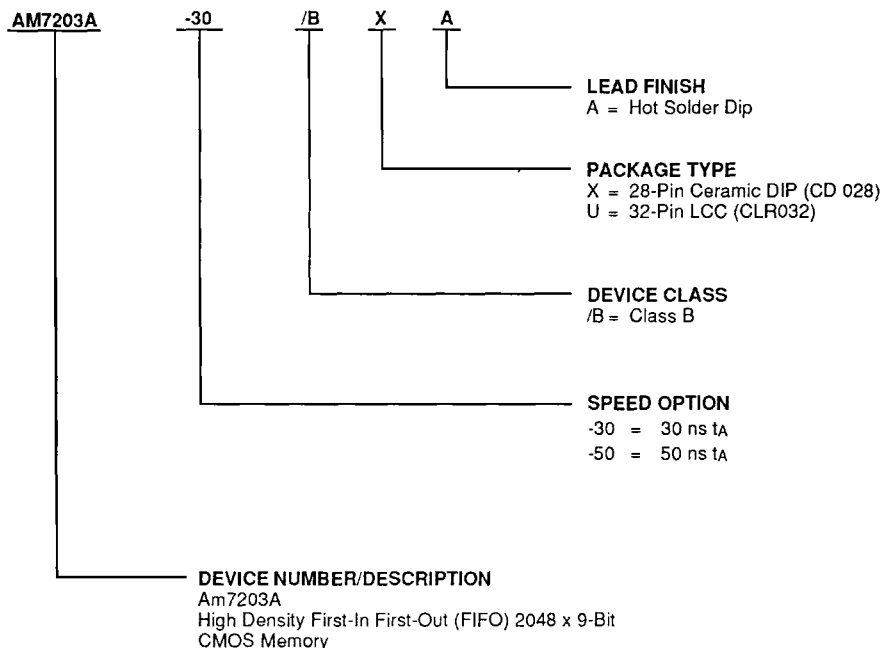 AM7203A -30 /B X A
LEAD FINISH
A = Hot Solder Dip
PACKAGE TYPE
X = 28-Pin Ceramic DIP (CD 028)
U = 32-Pin LCC (CLR032)
DEVICE CLASS
/B = Class B
SPEED OPTION
-30 = 30 ns tA
-50 = 50 ns tA
DEVICE NUMBER/DESCRIPTION
Am7203A
High Density First-In First-Out (FIFO) 2048 x 9-Bit
CMOS Memory